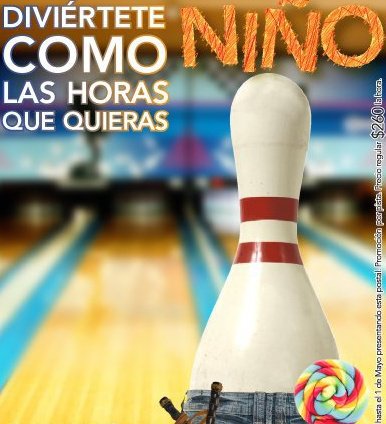 DIVIÉRTETE
COMO
LAS HORAS
QUE QUIERAS
NIÑO
hasta el 1 de Mayo presentando esta postal. Promoción por pista. Precio regular $260 la hora.